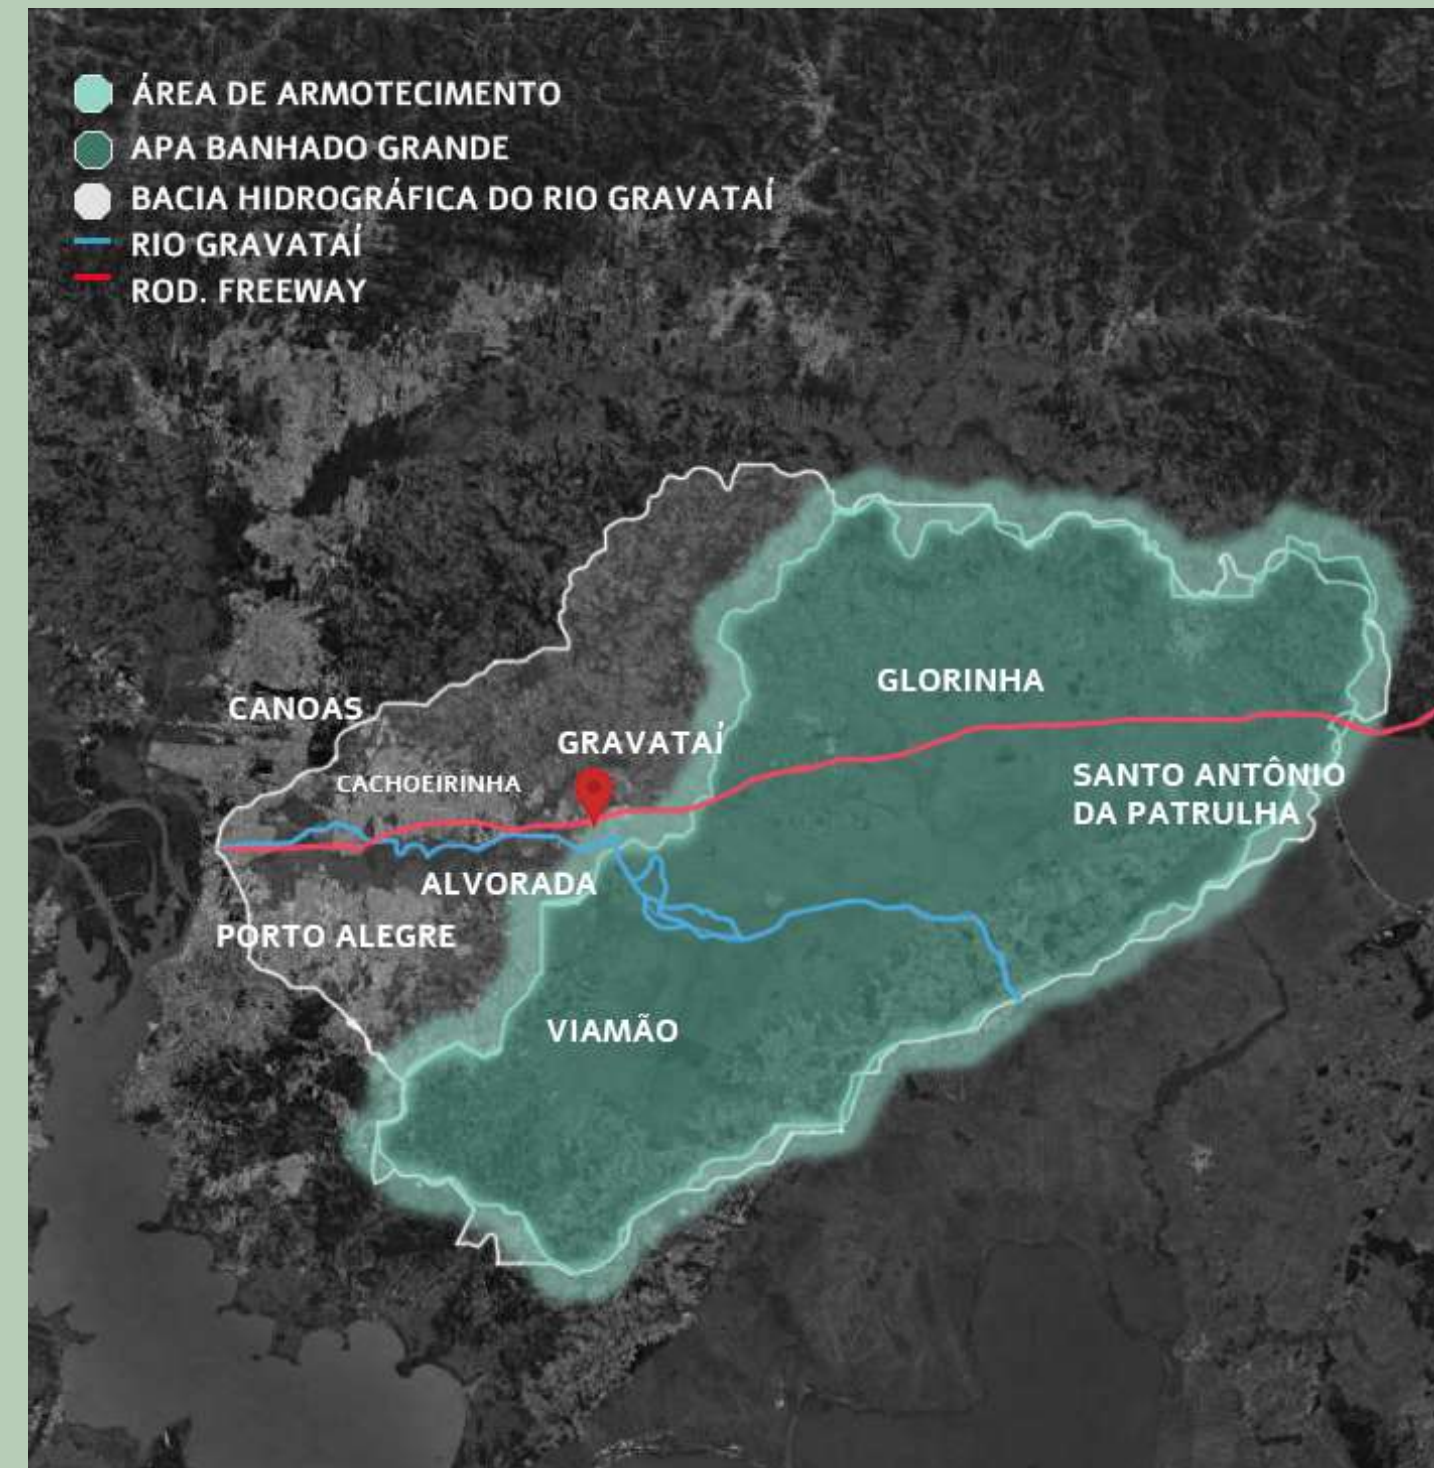 ÁREA DE ARMOTECIMENTO
APA BANHADO GRANDE
BACIA HIDROGRÁFICA DO RIO GRAVATAÍ
RIO GRAVATAÍ
ROD. FREEWAY
GLORINHA
CANOAS
GRAVATAÍ
CACHOEIRINHA
SANTO ANTÔNIO
DA PATRULHA
ALVORADA
PORTO ALEGRE
VIAMÃO